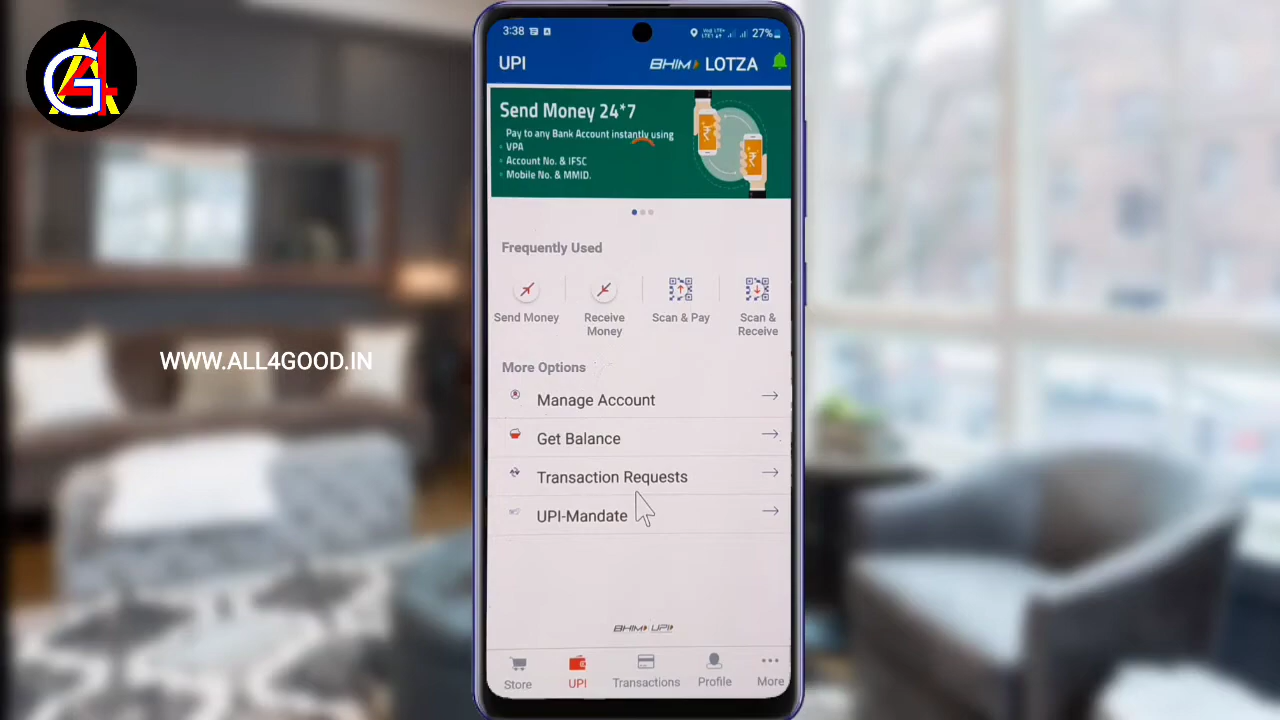 G4A
3:38
27%
UPI
BHIM LOTZA
Send Money 24*7
Pay to any Bank Account instantly using
VPA
Account No. & IFSC
Mobile No. & MMID.
Frequently Used
Send Money
Receive
Money
Scan & Pay
Scan &
Receive
WWW.ALL4GOOD.IN
More Options
Manage Account
Get Balance
Transaction Requests
UPI-Mandate
BHIM UPI
Store
UPI
Transactions
Profile
More